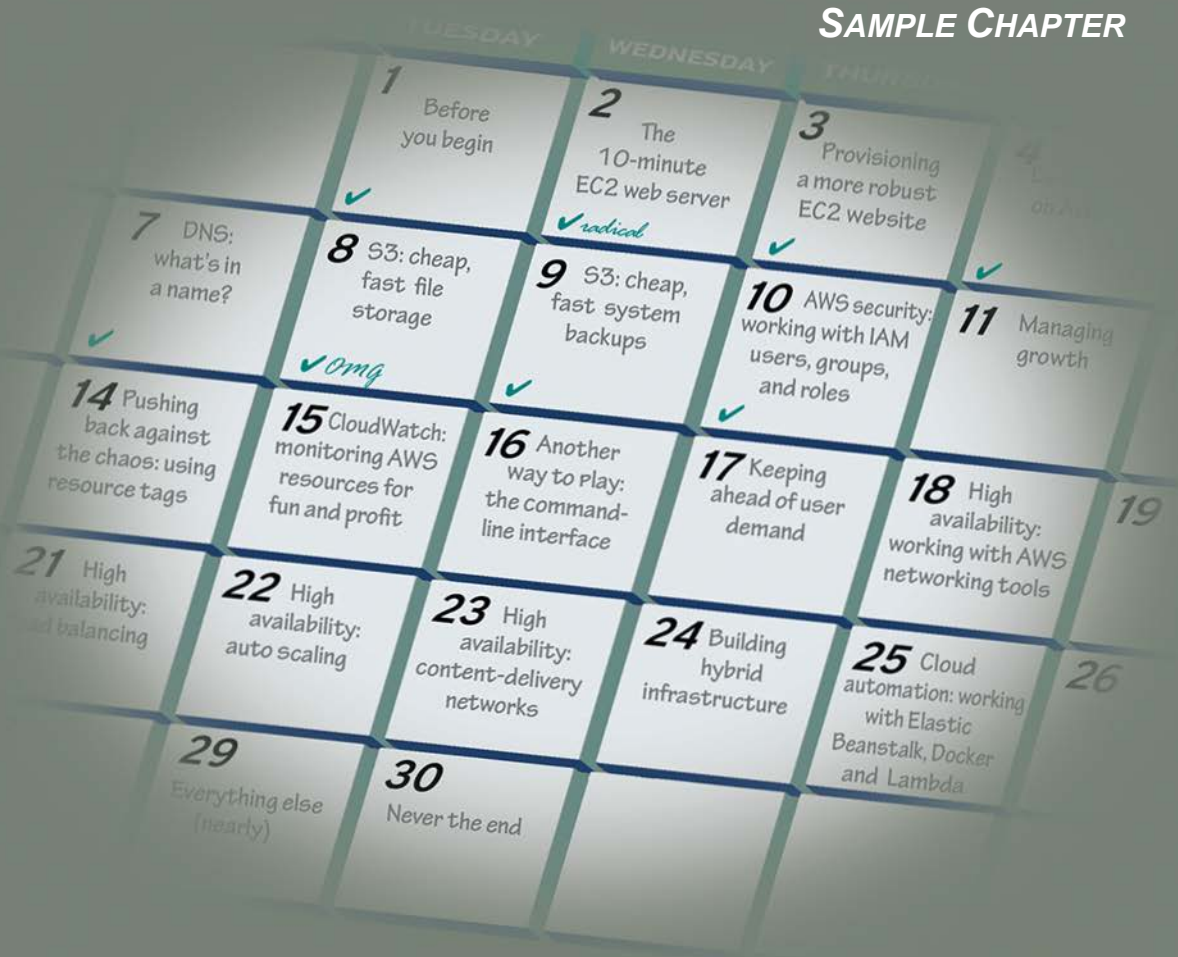 SAMPLE CHAPTER
TUESDAY
WEDNESDAY
1
Before
you begin
2
The
10-minute
EC2 web server
radical
3
Provisioning
a more robust
EC2 website
4
7 DNS:
what's in
a name?
8 S3: cheap,
fast file
storage
omg
9 S3: cheap,
fast system
backups
10 AWS security:
working with IAM
users, groups,
and roles
11 Managing
growth
14 Pushing
back against
the chaos: using
resource tags
15 CloudWatch:
monitoring AWS
resources for
fun and profit
16 Another
way to play:
the command-
line interface
17 Keeping
ahead of user
demand
18 High
availability:
working with AWS
networking tools
19
21 High
availability:
balancing
22 High
availability:
auto scaling
23 High
availability:
content-delivery
networks
24 Building
hybrid
infrastructure
25 Cloud
automation: working
with Elastic
Beanstalk, Docker
and Lambda
26
29
Everything else
(nearly)
30
Never the end